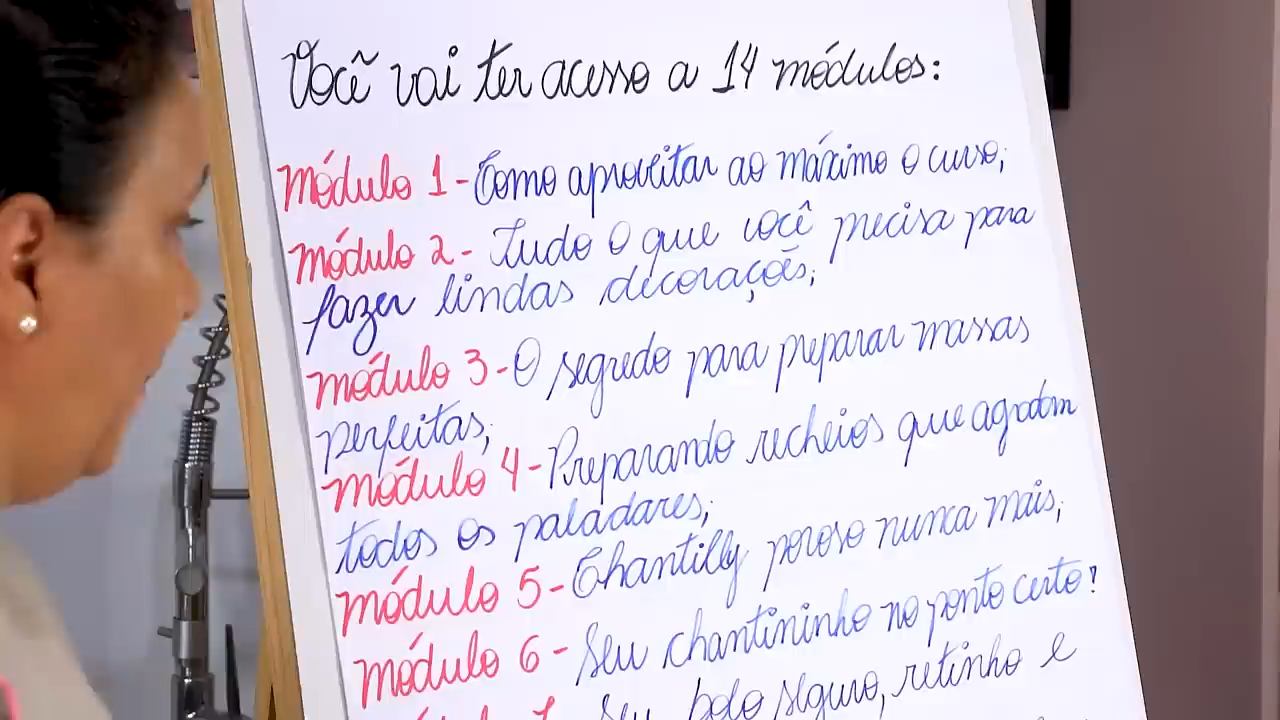 Você vai ter acesso a 14 módulos:
Módulo 1 - Como aproveitar ao máximo o curso;
Módulo 2 - Tudo o que você precisa para
fazer lindas decorações;
Módulo 3 - O segredo para preparar massas
perfeitas;
Módulo 4 - Preparando recheios que agradam
todos os paladares;
Módulo 5 - Chantilly poroso nunca mais;
Módulo 6 - Seu chantininho no ponto certo!
Seu bolo seguro, retinho e